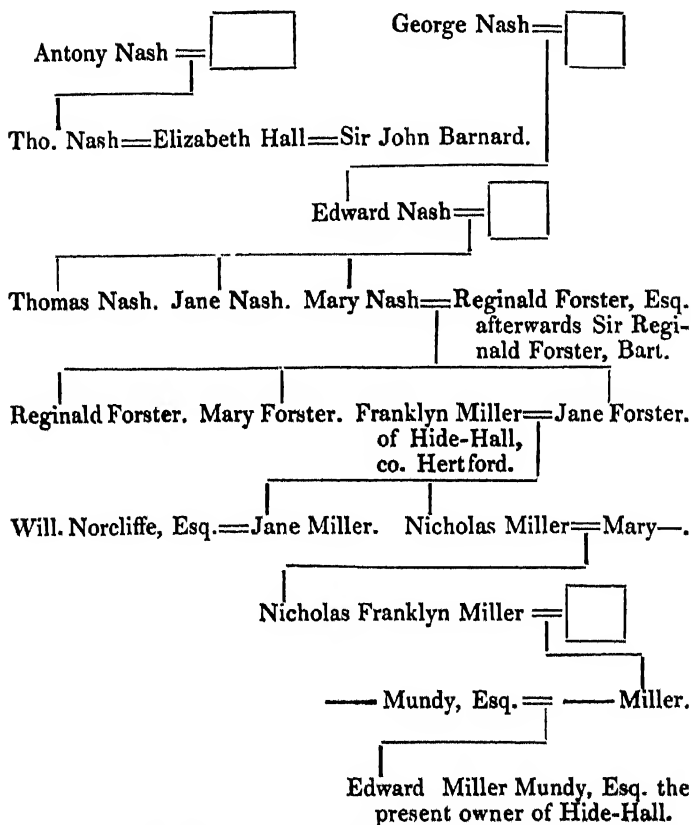 George Nash
Antony Nash
Tho. Nash=Elizabeth Hall=Sir John Barnard.
Edward Nash
Thomas Nash. Jane Nash. Mary Nash=Reginald Forster, Esq.
afterwards Sir Regi-
nald Forster, Bart.
Reginald Forster. Mary Forster. Franklyn Miller=Jane Forster.
of Hide-Hall,
co. Hertford.
Will. Norcliffe, Esq.=Jane Miller. Nicholas Miller=Mary—.
Nicholas Franklyn Miller =
—— Mundy, Esq. = —— Miller.
Edward Miller Mundy, Esq. the
present owner of Hide-Hall.